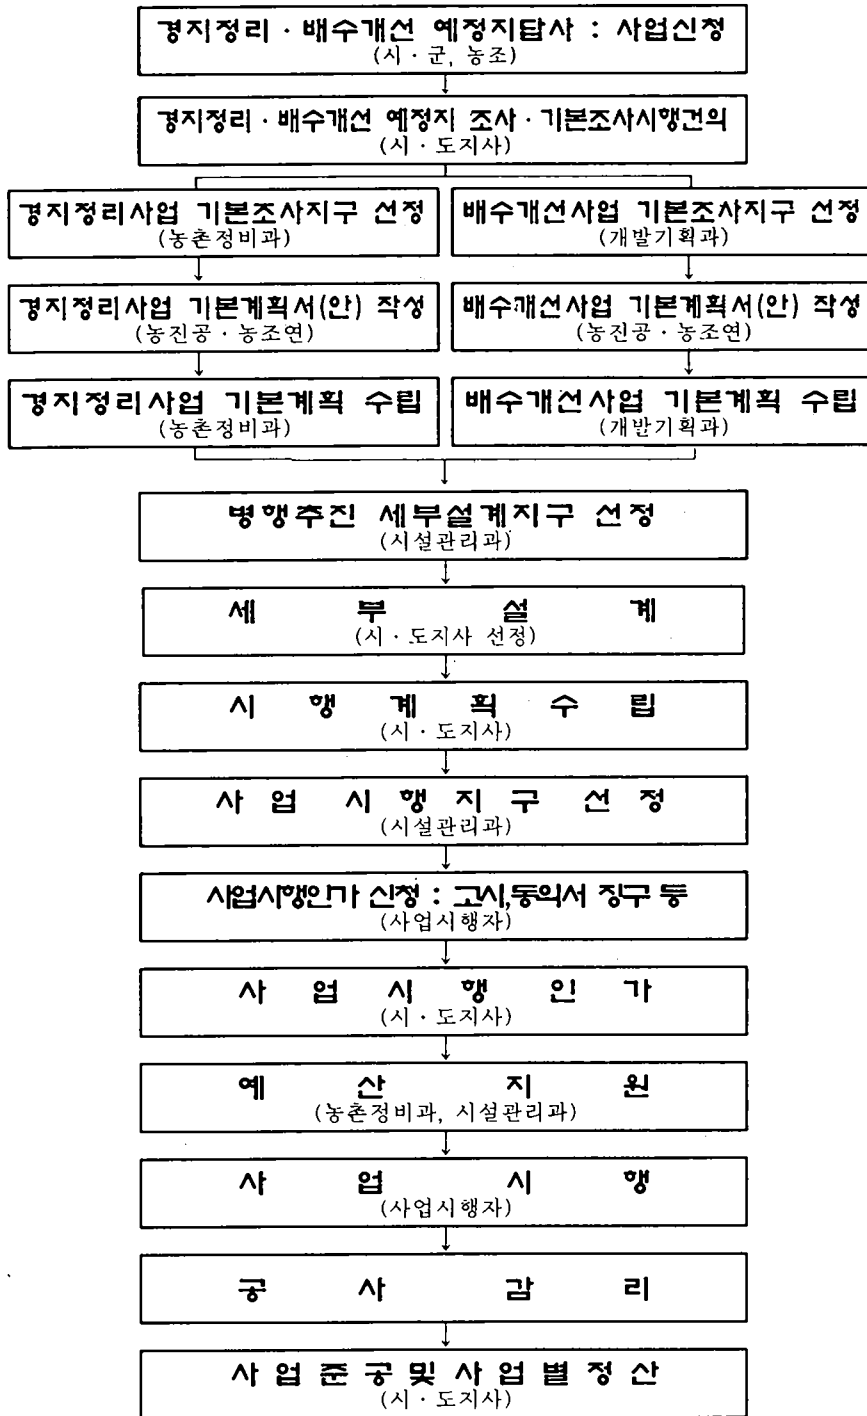 경지정리 · 배수개선 예정지답사 : 사업신청
(시 · 군, 농조)
경지정리 · 배수개선 예정지 조사 · 기본조사시행건의
(시 · 도지사)
경지정리사업 기본조사지구 선정
(농촌정비과)
배수개선사업 기본조사지구 선정
(개발기획과)
경지정리사업 기본계획서(안) 작성
(농진공 · 농조연)
배수개선사업 기본계획서(안) 작성
(농진공 · 농조연)
경지정리사업 기본계획 수립
(농촌정비과)
배수개선사업 기본계획 수립
(개발기획과)
병행추진 세부설계지구 선정
(시설관리과)
세 부 설 계
(시 · 도지사 선정)
시 행 계 획 수 립
(시 · 도지사)
사 업 시 행 지 구 선 정
(시설관리과)
사업시행인가 신청 : 고시,동의서 징구 등
(사업시행자)
사 업 시 행 인 가
(시 · 도지사)
예 산 지 원
(농촌정비과, 시설관리과)
사 업 시 행
(사업시행자)
공 사 감 리
사 업 준 공 및 사 업 별 정 산
(시 · 도지사)